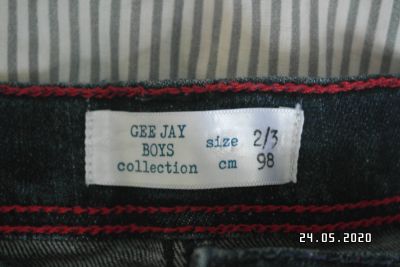 GEE JAY size 2/3
BOYS
collection cm 98
24.05.2020